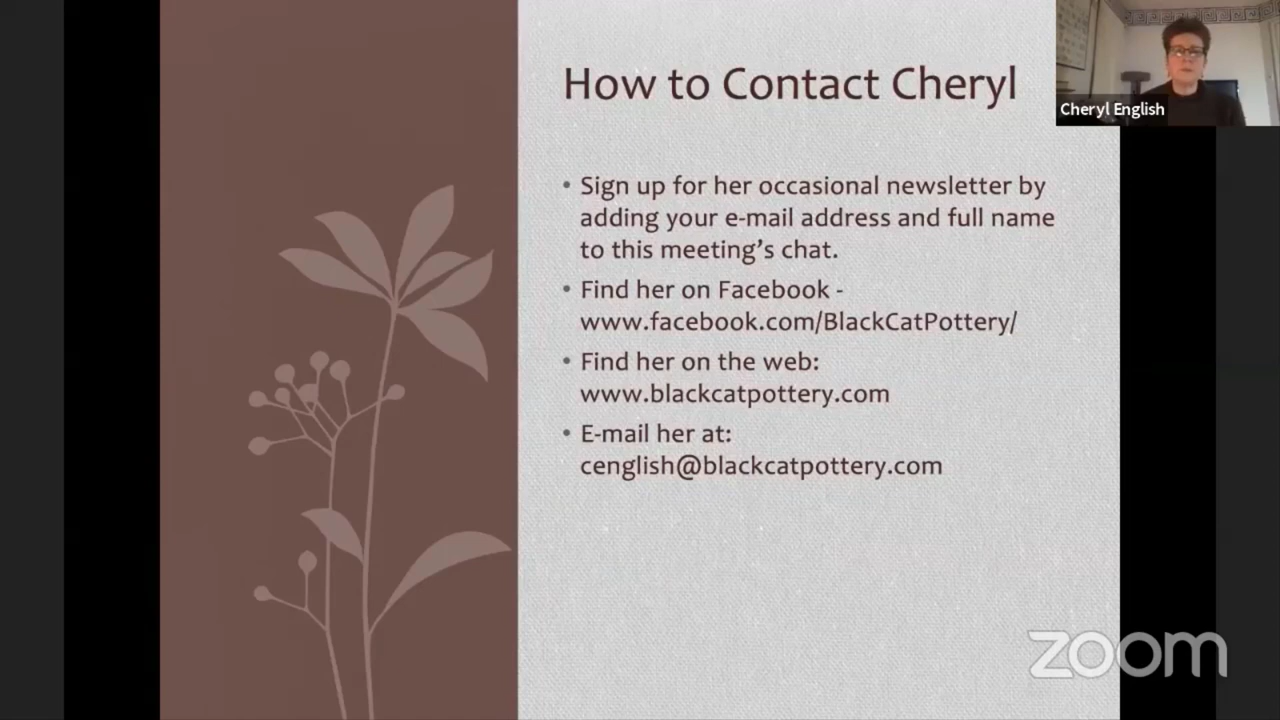 How to Contact Cheryl
Cheryl English
• Sign up for her occasional newsletter by
adding your e-mail address and full name
to this meeting's chat.
• Find her on Facebook -
www.facebook.com/BlackCatPottery/
• Find her on the web:
www.blackcatpottery.com
• E-mail her at:
cenglish@blackcatpottery.com
zoom